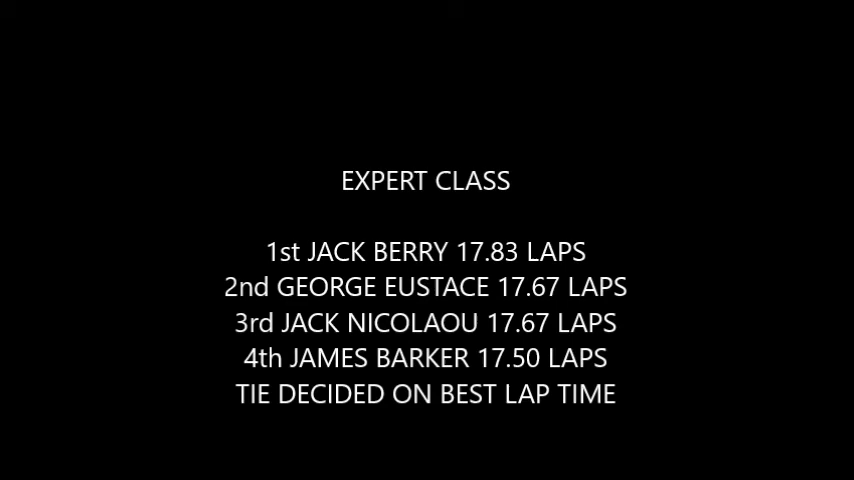 EXPERT CLASS
1st JACK BERRY 17.83 LAPS
2nd GEORGE EUSTACE 17.67 LAPS
3rd JACK NICOLAOU 17.67 LAPS
4th JAMES BARKER 17.50 LAPS
TIE DECIDED ON BEST LAP TIME